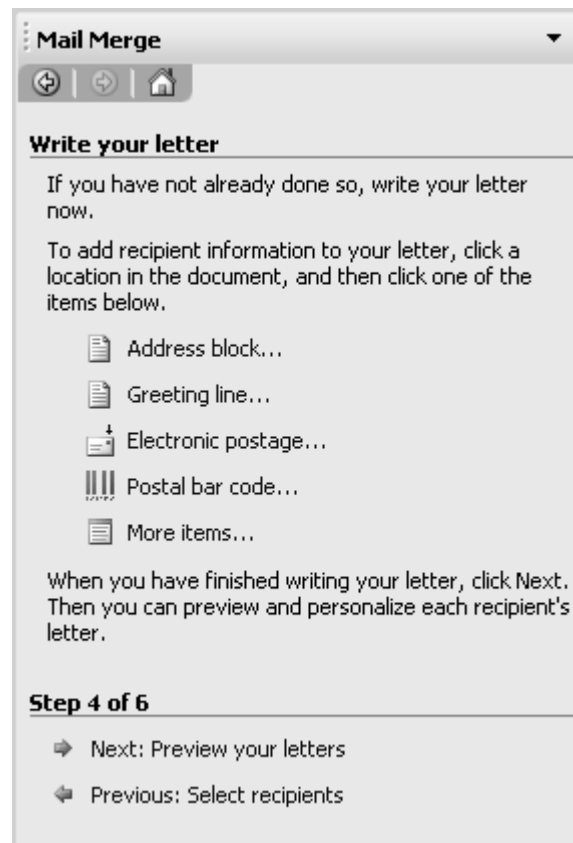 Mail Merge
Write your letter
If you have not already done so, write your letter
now.
To add recipient information to your letter, click a
location in the document, and then click one of the
items below.
Address block...
Greeting line...
Electronic postage...
Postal bar code...
More items...
When you have finished writing your letter, click Next.
Then you can preview and personalize each recipient's
letter.
Step 4 of 6
Next: Preview your letters
Previous: Select recipients